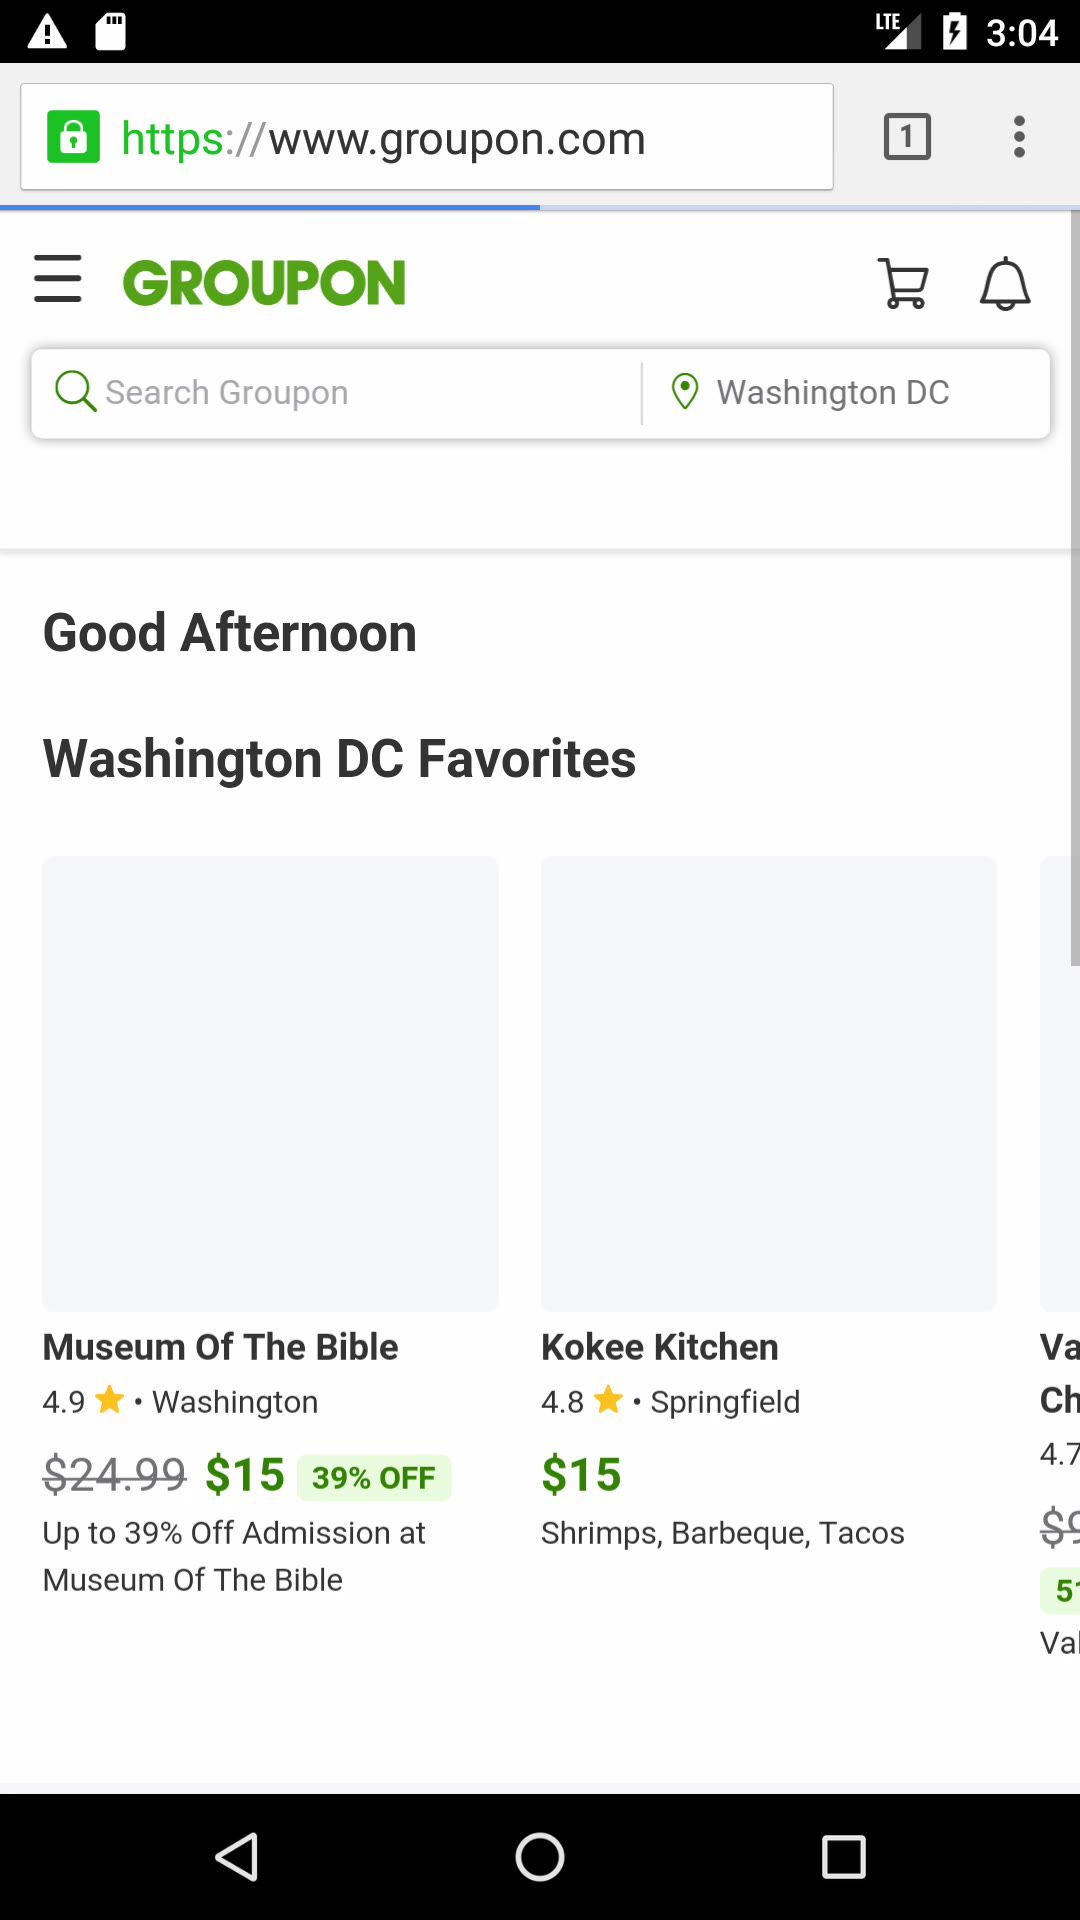 LTE 3:04
https://www.groupon.com 1
GROUPON
Search Groupon Washington DC
Good Afternoon
Washington DC Favorites
Museum Of The Bible
4.9 • Washington
$24.99 $15 39% OFF
Up to 39% Off Admission at
Museum Of The Bible
Kokee Kitchen
4.8 • Springfield
$15
Shrimps, Barbeque, Tacos
Va
Ch
4.7
$9
51
Val